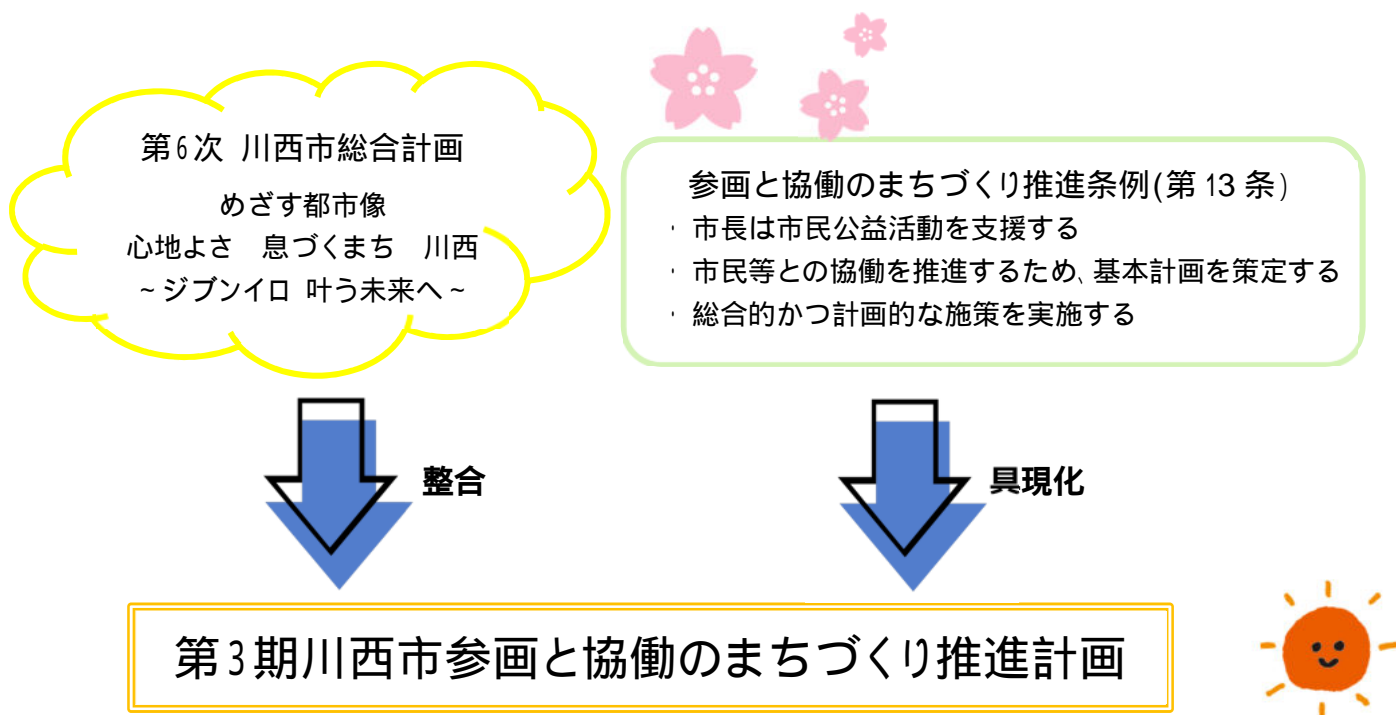 第6次 川西市総合計画
めざす都市像
心地よさ 息づくまち 川西
~ジブンイロ 叶う未来へ~
参画と協働のまちづくり推進条例(第13条)
・ 市長は市民公益活動を支援する
・ 市民等との協働を推進するため、基本計画を策定する
・ 総合的かつ計画的な施策を実施する
整合
具現化
第3期川西市参画と協働のまちづくり推進計画